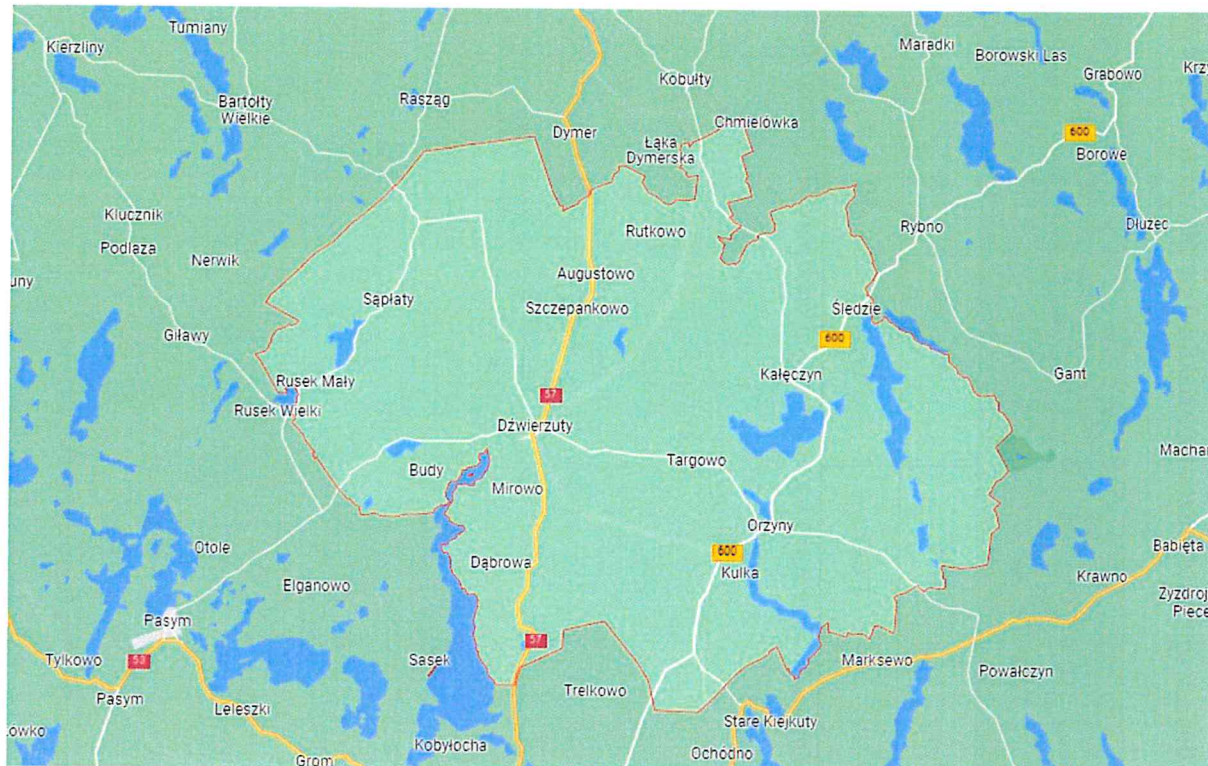 Tumiany
Kierzliny
Maradki
Borowski Las
Kobułty
Grabowo
Rasząg
Bartołty
Wielkie
Chmielówka
Dymer
600
Łąka
Dymerska
Borowe
Klucznik
Dłużec
Rybno
Rutkowo
Podlaza
Nerwik
Augustowo
Sąpłaty
Szczepankowo
Śledzie
Giławy
600
Gant
Kałęczyn
Rusek Mały
57
Rusek Wielki
Dźwierzuty
Targowo
Budy
Mirowo
Orzyny
Otole
600
Babięta
Dąbrowa
Kulka
Krawno
Elganowo
Pasym
57
Sasek
Tylkowo
53
Marksewo
Powałczyn
Trelkowo
Pasym
Leleszki
Stare Kiejkuty
Kobyłocha
Ochódno
Grom